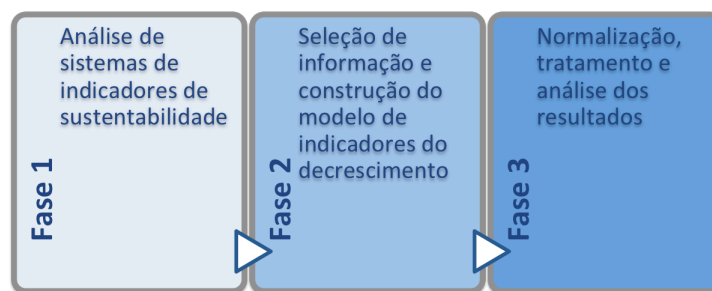 Análise de
sistemas de
indicadores de
sustentabilidade
Fase 1
Seleção de
informação e
construção do
modelo de
indicadores do
decrescimento
Fase 2
Normalização,
tratamento e
análise dos
resultados
Fase 3